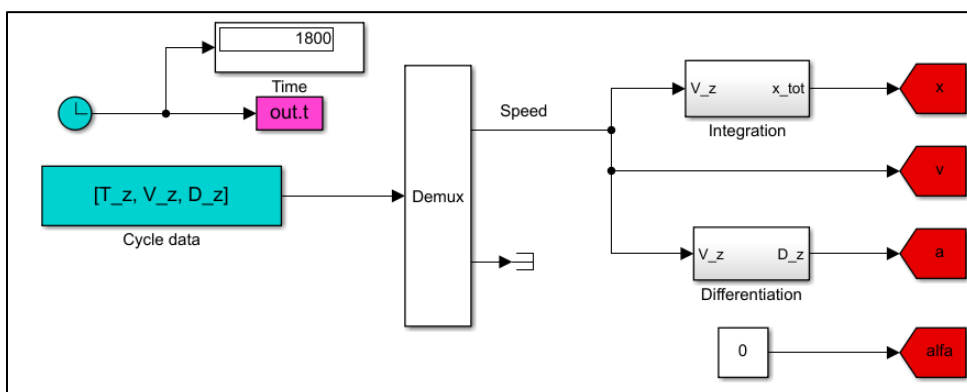 1800
Time
out.t
[T_z, V_z, D_z]
Cycle data
Demux
Speed
V_z x_tot
Integration
x
v
V_z D_z
Differentiation
a
0
alfa